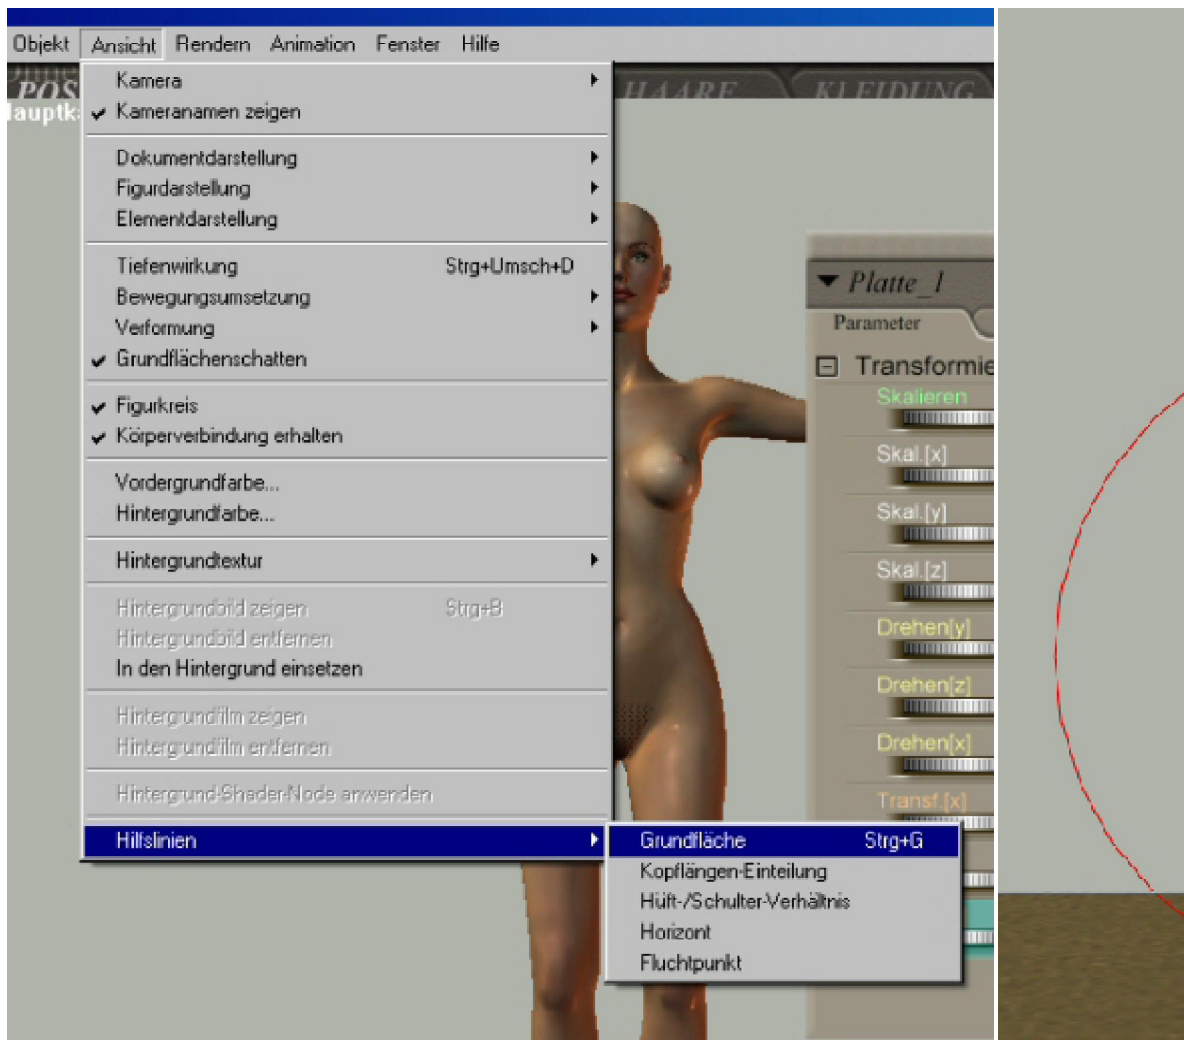 Objekt Ansicht Rendern Animation Fenster Hilfe
POS HAARE KLEIDUNG
Hauptk
Kamera
Kameranamen zeigen
Dokumentdarstellung
Figurdarstellung
Elementdarstellung
Tiefenwirkung Strg+Umsch+D
Bewegungsumsetzung
Verformung
Grundflächenschatten
Figurkreis
Körperverbindung erhalten
Vordergrundfarbe...
Hintergrundfarbe...
Hintergrundtextur
Hintergrundbild zeigen Strg+B
Hintergrundbild entfernen
In den Hintergrund einsetzen
Hintergrundfilm zeigen
Hintergrundfilm entfernen
Hintergrund-Shader-Node anwenden
Hilfslinien
Grundfläche Strg+G
Kopflängen-Einteilung
Hüft-/Schulter-Verhältnis
Horizont
Fluchtpunkt
Platte_1
Parameter
Transformie
Skalieren
Skal.[x]
Skal.[y]
Skal.[z]
Drehen[y]
Drehen[z]
Drehen[x]
Transf.[x]